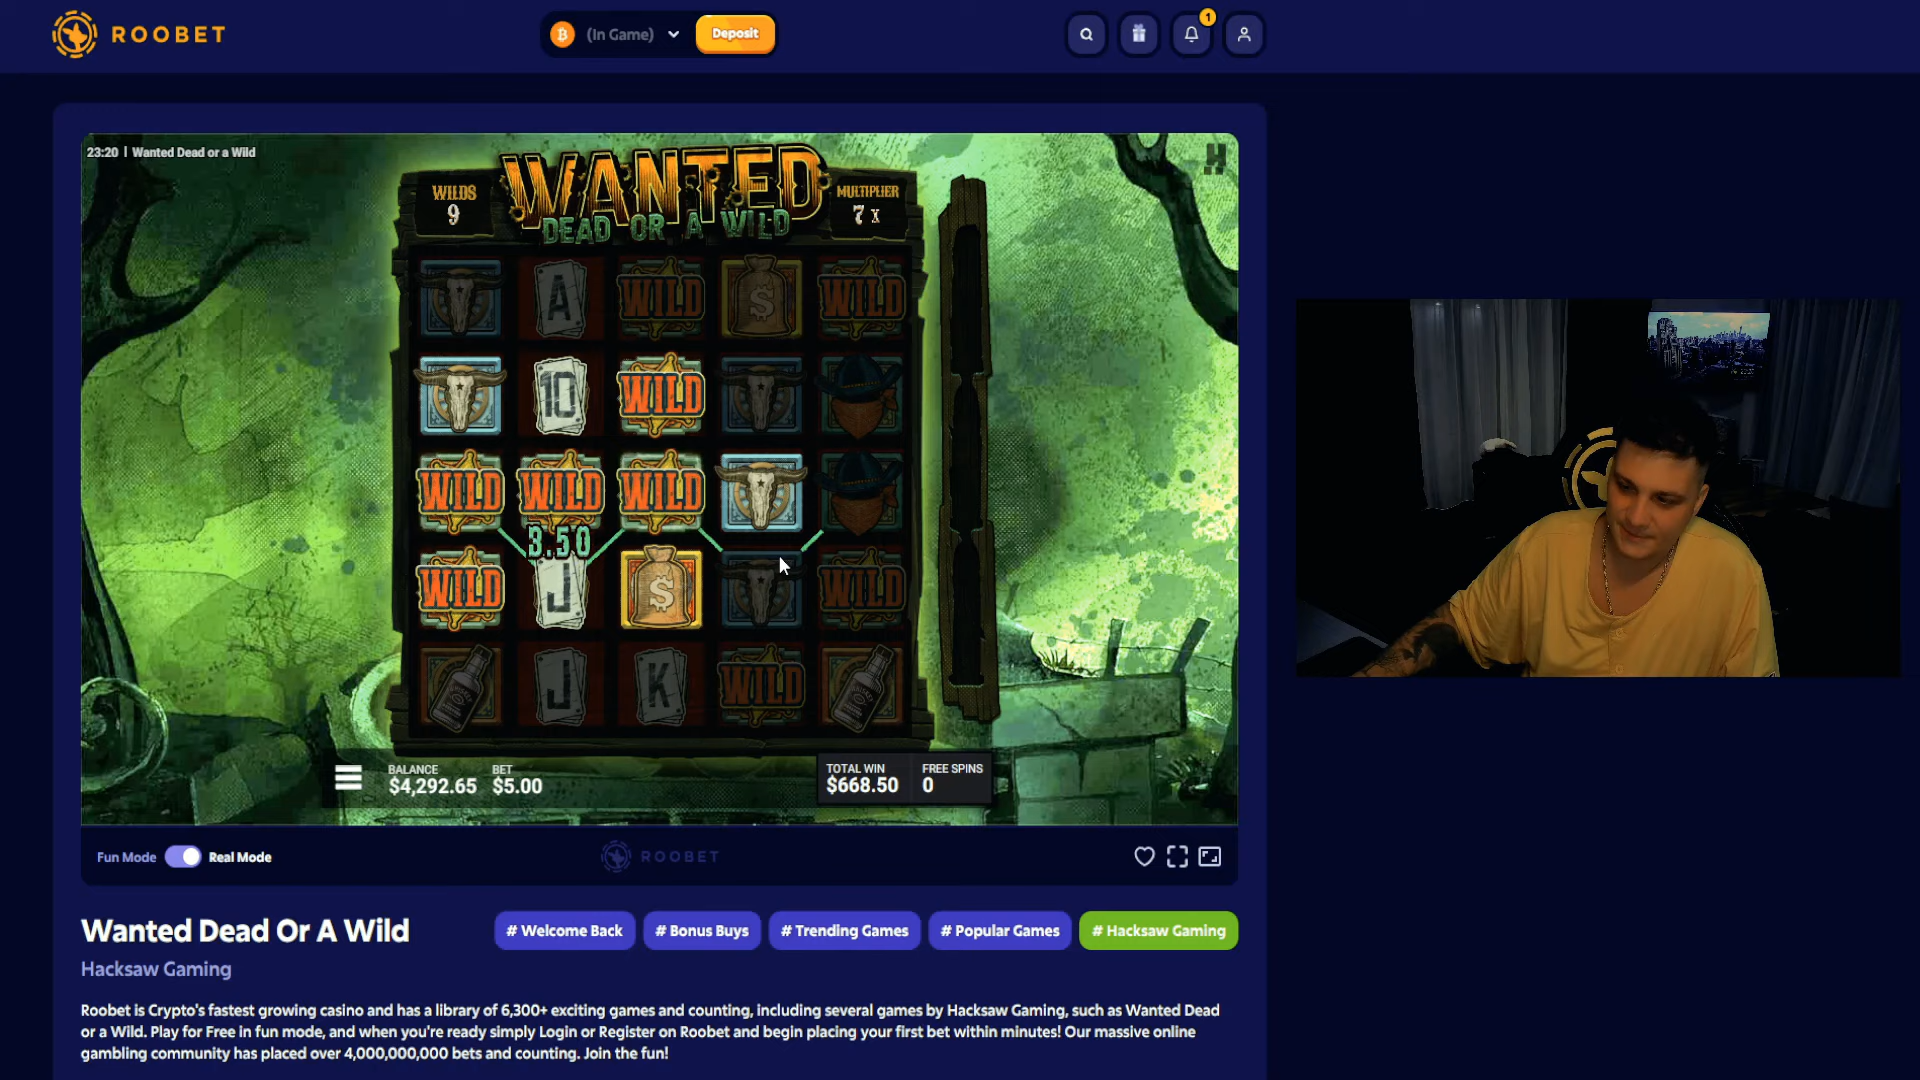 ROOBET
(In Game)
Deposit
1
23:20 | Wanted Dead or a Wild
WANTED
DEAD OR A WILD
WILDS
9
MULTIPLIER
7 X
A
WILD
$
WILD
10
WILD
WILD
WILD
WILD
3.50
WILD
J
$
WILD
J
K
WILD
BALANCE
$4,292.65
BET
$5.00
TOTAL WIN
$668.50
FREE SPINS
0
Fun Mode
Real Mode
ROOBET
Wanted Dead Or A Wild
# Welcome Back
# Bonus Buys
# Trending Games
# Popular Games
# Hacksaw Gaming
Hacksaw Gaming
Roobet is Crypto's fastest growing casino and has a library of 6,300+ exciting games and counting, including several games by Hacksaw Gaming, such as Wanted Dead
or a Wild. Play for Free in fun mode, and when you're ready simply Login or Register on Roobet and begin placing your first bet within minutes! Our massive online
gambling community has placed over 4,000,000,000 bets and counting. Join the fun!